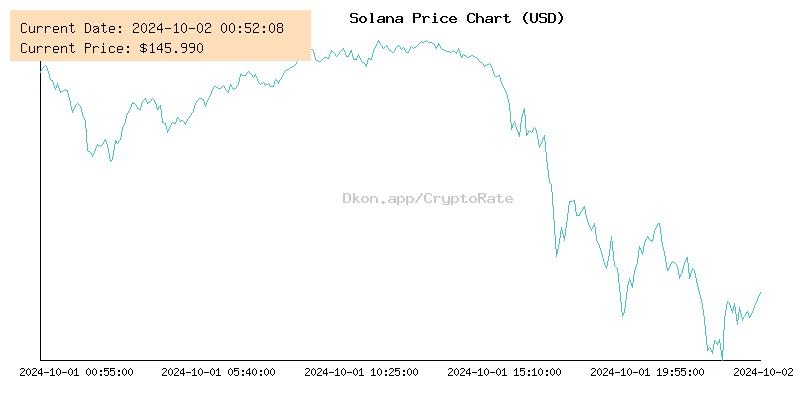 Solana Price Chart (USD)
Current Date: 2024-10-02 00:52:08
Current Price: $145.990
Dkon.app/CryptoRate
2024-10-01 00:55:00 2024-10-01 05:40:00 2024-10-01 10:25:00 2024-10-01 15:10:00 2024-10-01 19:55:00 2024-10-02